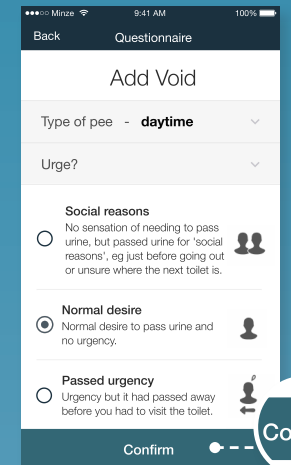 Minze 9:41 AM 100%
Back Questionnaire
Add Void
Type of pee - daytime
Urge?
Social reasons
No sensation of needing to pass
urine, but passed urine for 'social
reasons', eg just before going out
or unsure where the next toilet is.
Normal desire
Normal desire to pass urine and
no urgency.
Passed urgency
Urgency but it had passed away
before you had to visit the toilet.
Confirm
Co